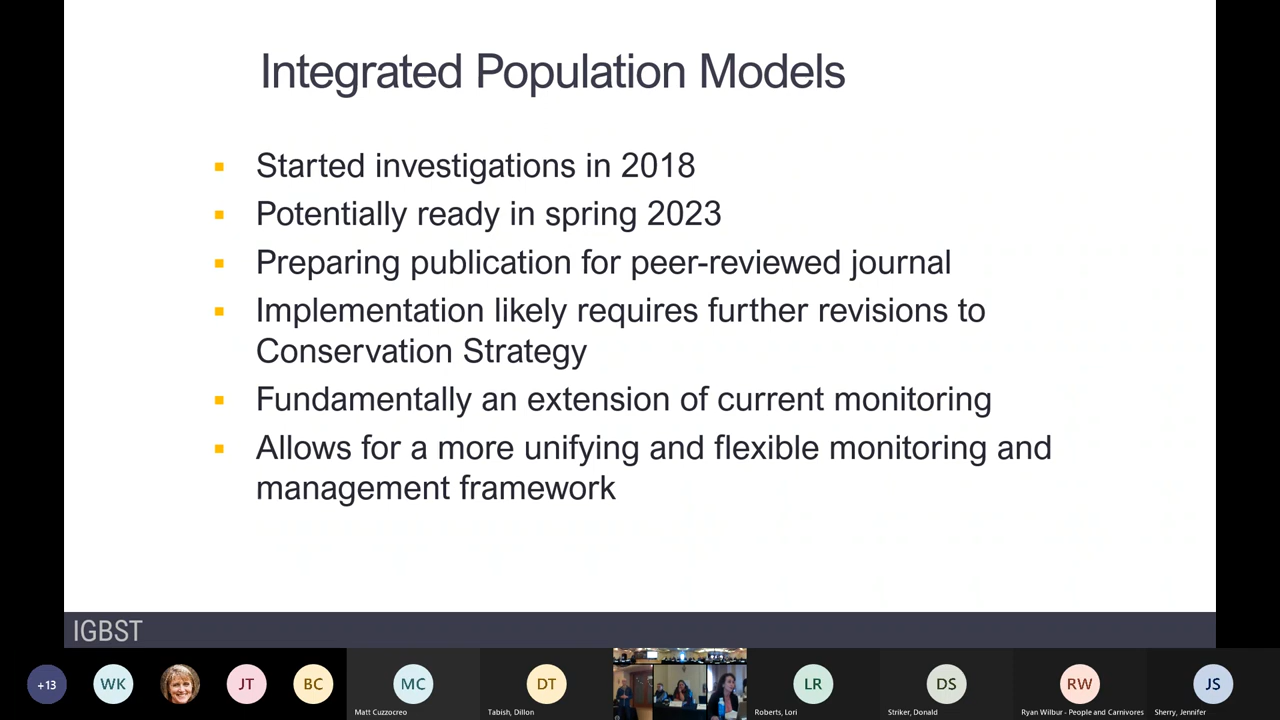 Integrated Population Models
Started investigations in 2018
Potentially ready in spring 2023
Preparing publication for peer-reviewed journal
Implementation likely requires further revisions to
Conservation Strategy
Fundamentally an extension of current monitoring
Allows for a more unifying and flexible monitoring and
management framework
IGBST
+13
WK
JT
BC
MC
DT
LR
DS
RW
JS
Matt Cuzzocreo
Tabish, Dillon
Roberts, Lori
Striker, Donald
Ryan Wilbur - People and Carnivores
Sherry, Jennifer